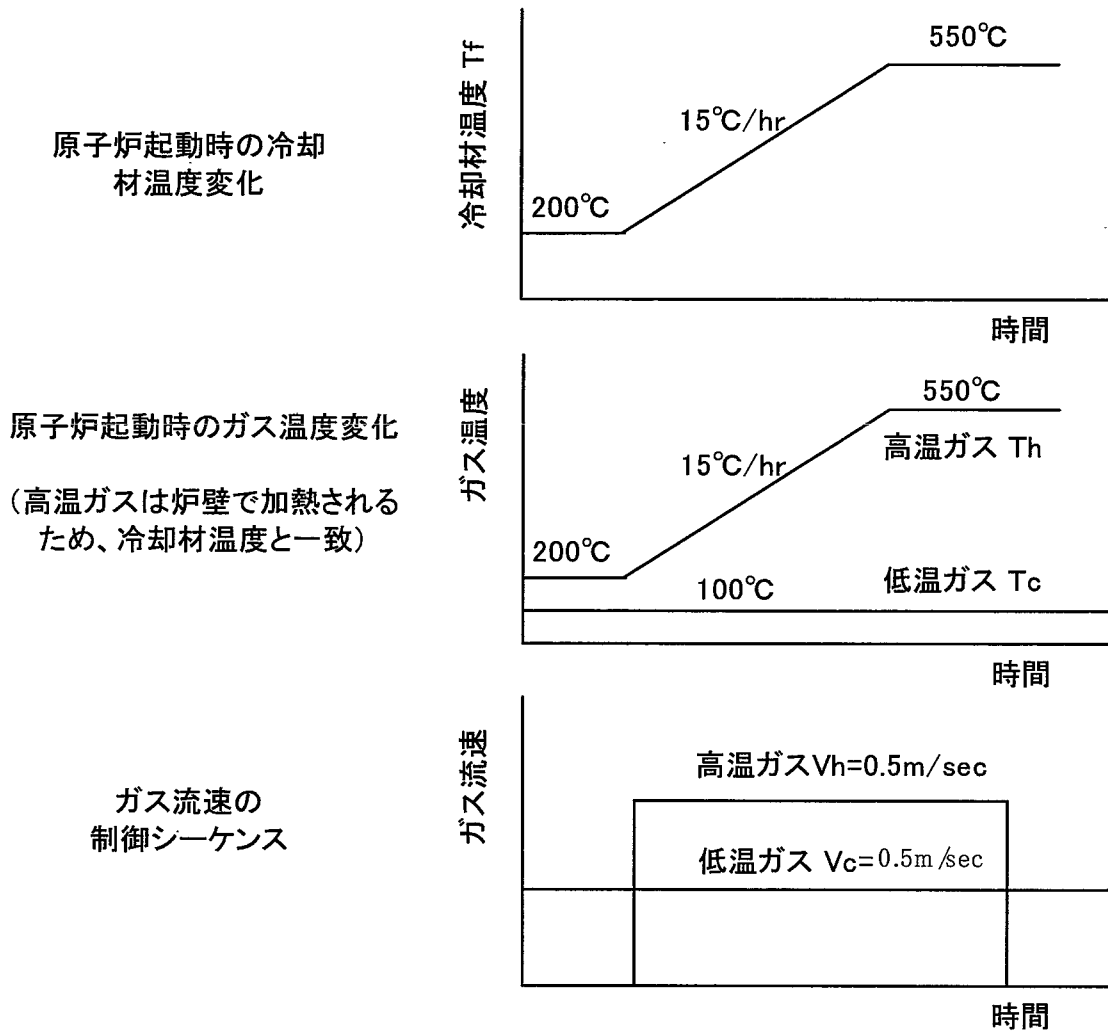 原子炉起動時の冷却
材温度変化
冷却材温度 Tf
550℃
15℃/hr
200℃
時間
原子炉起動時のガス温度変化
(高温ガスは炉壁で加熱される
ため、冷却材温度と一致)
ガス温度
550℃
高温ガス Th
15℃/hr
200℃
低温ガス Tc
100℃
時間
ガス流速の
制御シーケンス
ガス流速
高温ガスVh=0.5m/sec
低温ガス Vc=0.5m/sec
時間